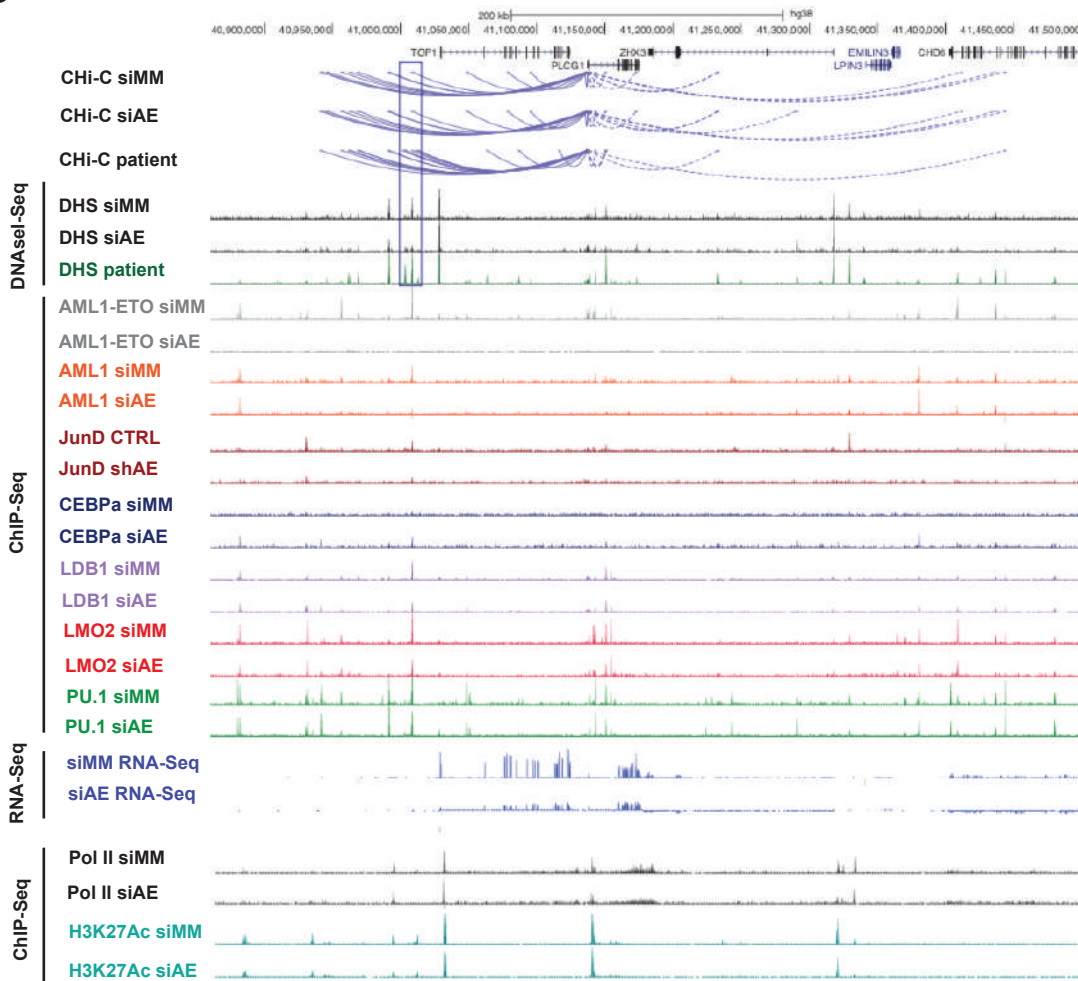 200 kb hg38
40,900,000 40,950,000 41,000,000 41,050,000 41,100,000 41,150,000 41,200,000 41,250,000 41,300,000 41,350,000 41,400,000 41,450,000 41,500,
TOP1 ZHX3 EMILIN3 CHD6
PLCG1 LPIN3
CHi-C siMM
CHi-C siAE
CHi-C patient
DNAseI-Seq
DHS siMM
DHS siAE
DHS patient
ChIP-Seq
AML1-ETO siMM
AML1-ETO siAE
AML1 siMM
AML1 siAE
JunD CTRL
JunD shAE
CEBPa siMM
CEBPa siAE
LDB1 siMM
LDB1 siAE
LMO2 siMM
LMO2 siAE
PU.1 siMM
PU.1 siAE
RNA-Seq
siMM RNA-Seq
siAE RNA-Seq
ChIP-Seq
Pol II siMM
Pol II siAE
H3K27Ac siMM
H3K27Ac siAE